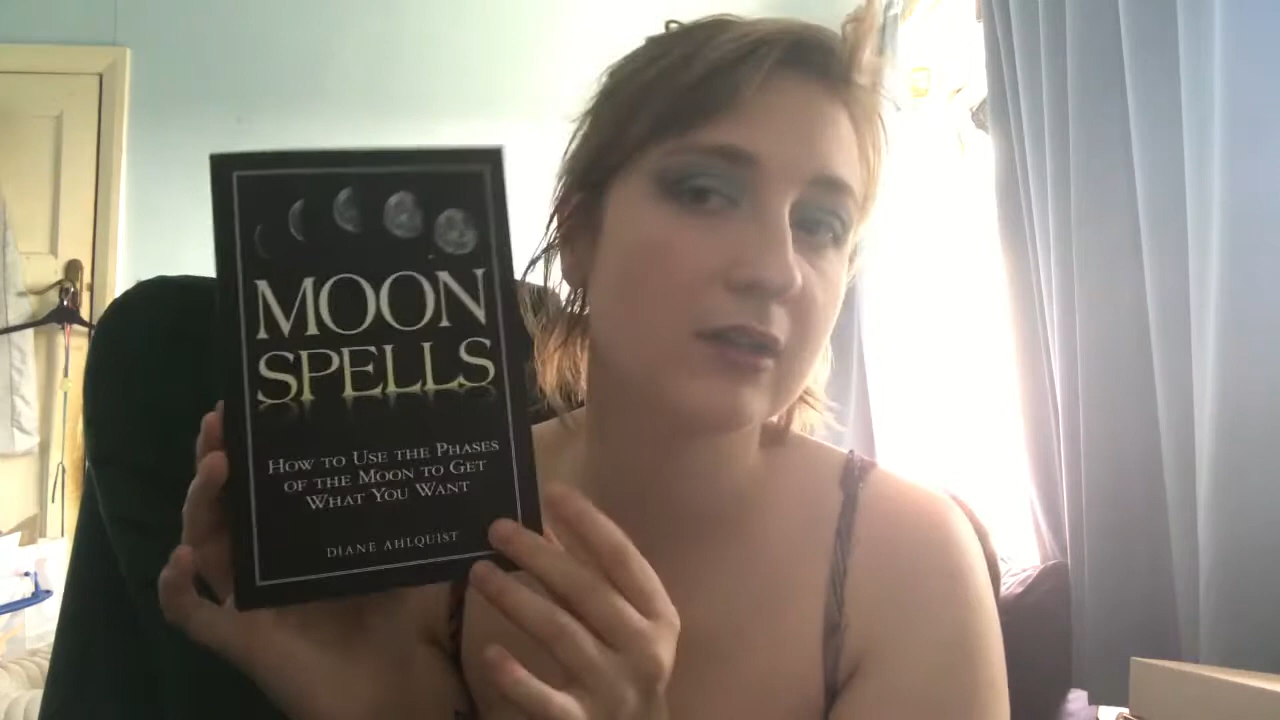 MOON
SPELLS
HOW TO USE THE PHASES
OF THE MOON TO GET
WHAT YOU WANT
DIANE AHLQUIST